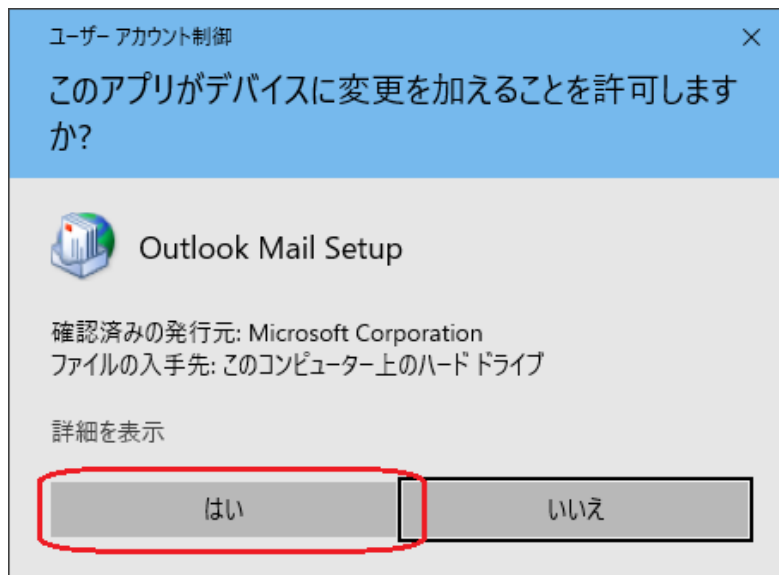 ユーザー アカウント制御
このアプリがデバイスに変更を加えることを許可します
か?
Outlook Mail Setup
確認済みの発行元: Microsoft Corporation
ファイルの入手先: このコンピューター上のハード ドライブ
詳細を表示
はい
いいえ